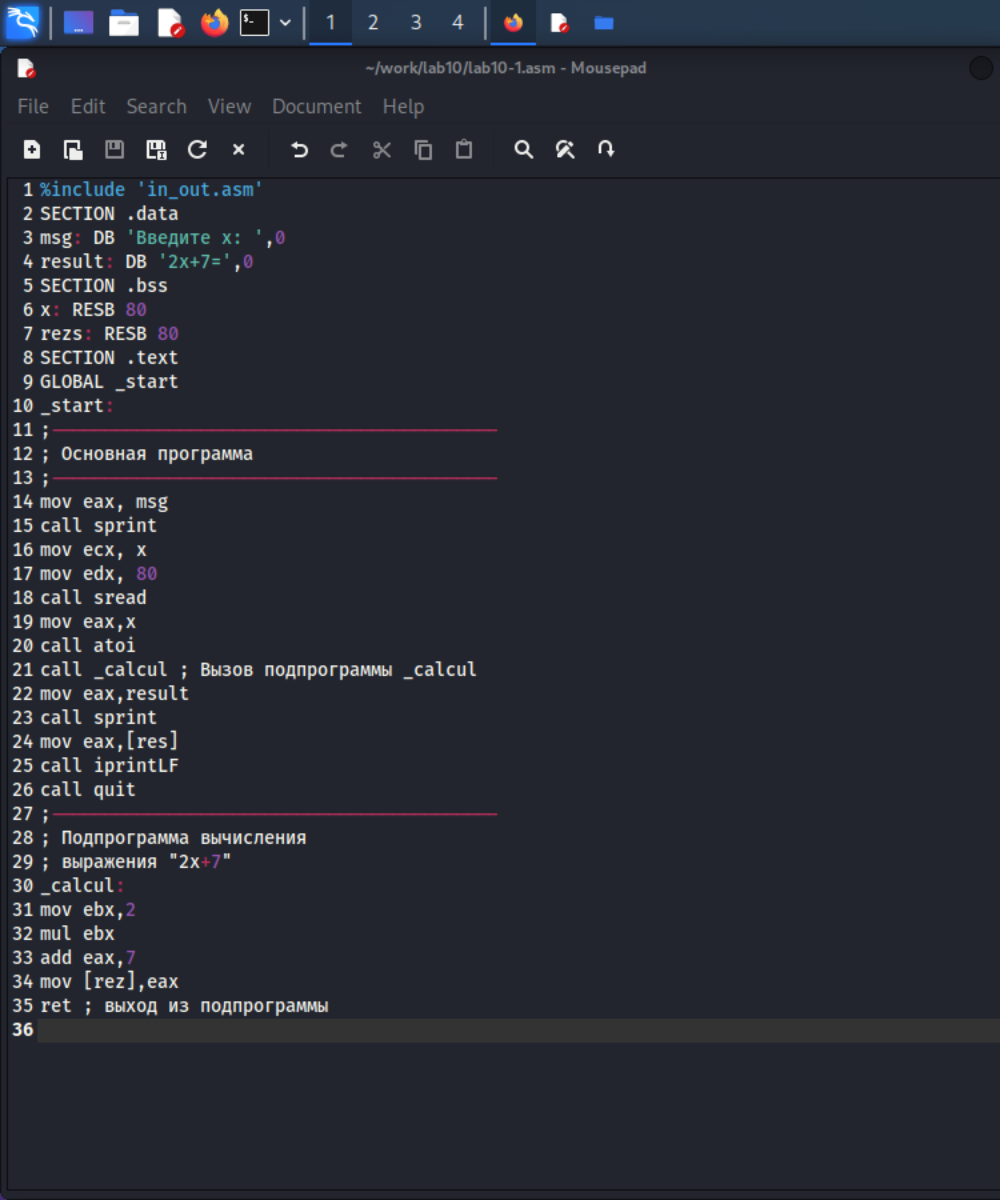 1 2 3 4
~/work/lab10/lab10-1.asm - Mousepad
File Edit Search View Document Help
1 %include 'in_out.asm'
2 SECTION .data
3 msg: DB 'Введите x: ',0
4 result: DB '2x+7=',0
5 SECTION .bss
6 x: RESB 80
7 rezs: RESB 80
8 SECTION .text
9 GLOBAL _start
10 _start:
11 ;------------------------------------------
12 ; Основная программа
13 ;------------------------------------------
14 mov eax, msg
15 call sprint
16 mov ecx, x
17 mov edx, 80
18 call sread
19 mov eax,x
20 call atoi
21 call _calcul ; Вызов подпрограммы _calcul
22 mov eax,result
23 call sprint
24 mov eax,[res]
25 call iprintLF
26 call quit
27 ;------------------------------------------
28 ; Подпрограмма вычисления
29 ; выражения "2x+7"
30 _calcul:
31 mov ebx,2
32 mul ebx
33 add eax,7
34 mov [rez],eax
35 ret ; выход из подпрограммы
36